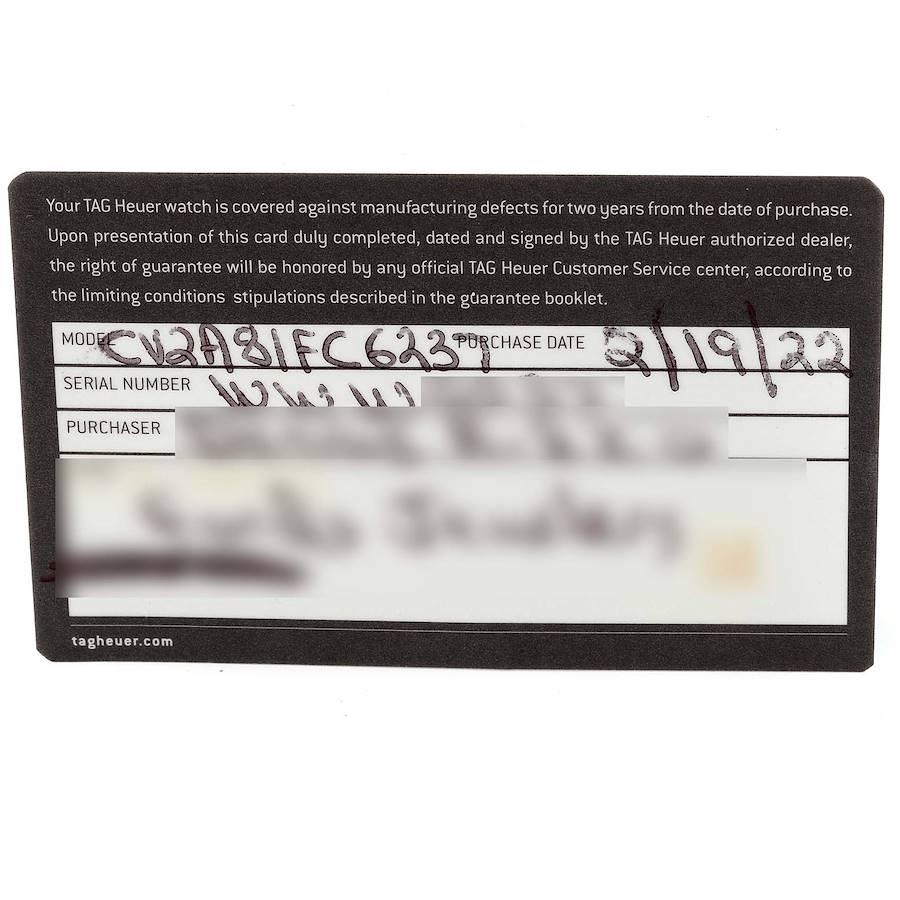 Your TAG Heuer watch is covered against manufacturing defects for two years from the date of purchase.
Upon presentation of this card duly completed, dated and signed by the TAG Heuer authorized dealer,
the right of guarantee will be honored by any official TAG Heuer Customer Service center, according to
the limiting conditions stipulations described in the guarantee booklet.
MODEL CV2A81FC6237 PURCHASE DATE 2/19/22
SERIAL NUMBER
PURCHASER
tagheuer.com